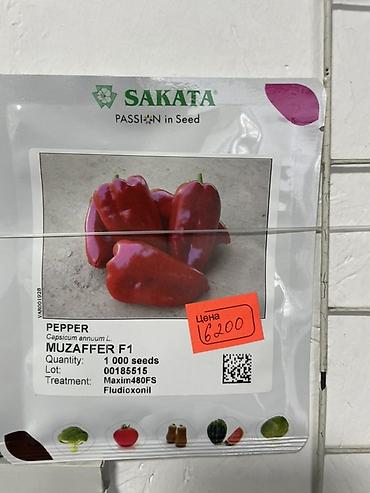 SAKATA®
PASSION in Seed
VAR001928
PEPPER
Capsicum annuum L.
MUZAFFER F1
Quantity: 1 000 seeds
Lot: 00185515
Treatment: Maxim480FS
Fludioxonil
Цена
6200